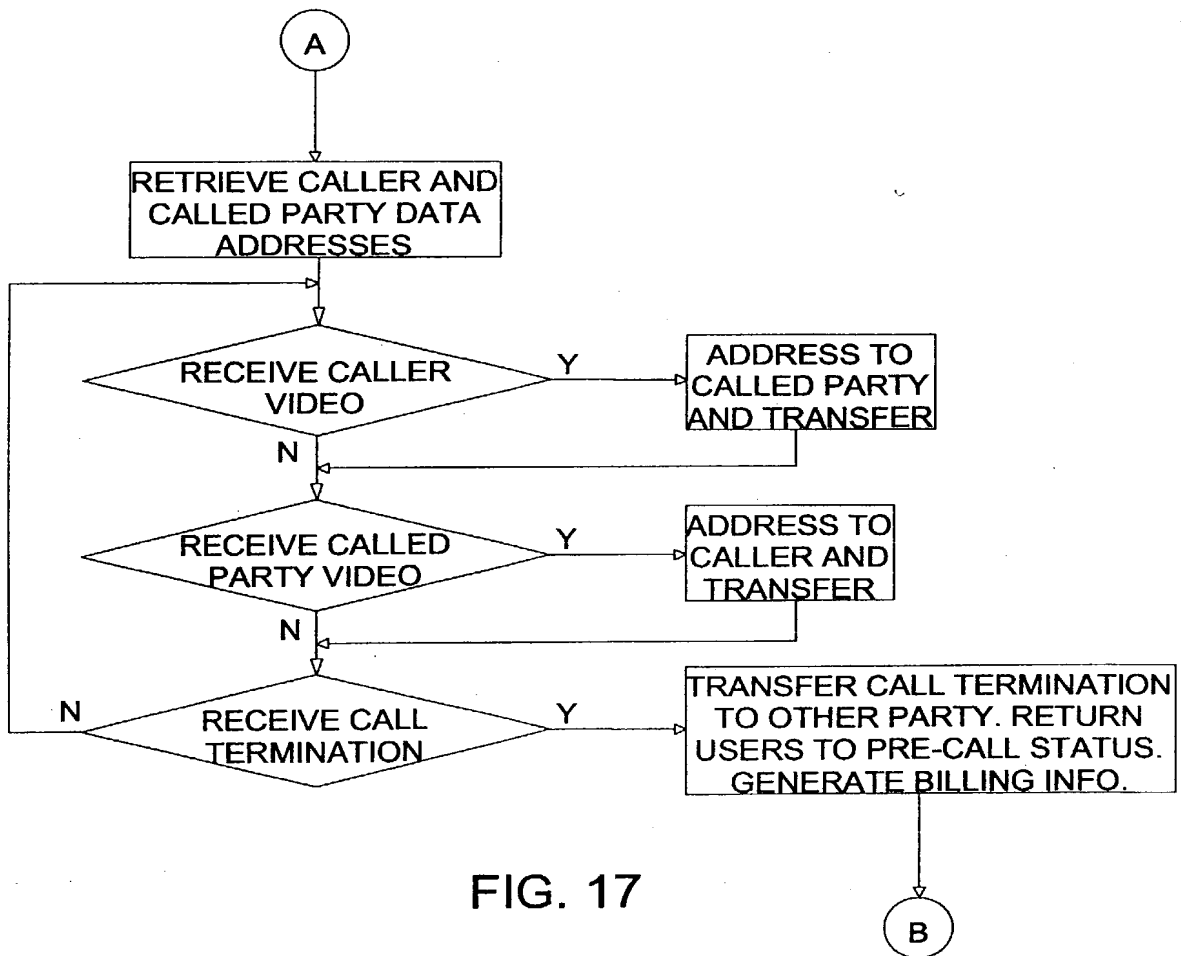 A
RETRIEVE CALLER AND
CALLED PARTY DATA
ADDRESSES
RECEIVE CALLER
VIDEO
Y
ADDRESS TO
CALLED PARTY
AND TRANSFER
N
RECEIVE CALLED
PARTY VIDEO
Y
ADDRESS TO
CALLER AND
TRANSFER
N
N
RECEIVE CALL
TERMINATION
Y
TRANSFER CALL TERMINATION
TO OTHER PARTY. RETURN
USERS TO PRE-CALL STATUS.
GENERATE BILLING INFO.
FIG. 17
B